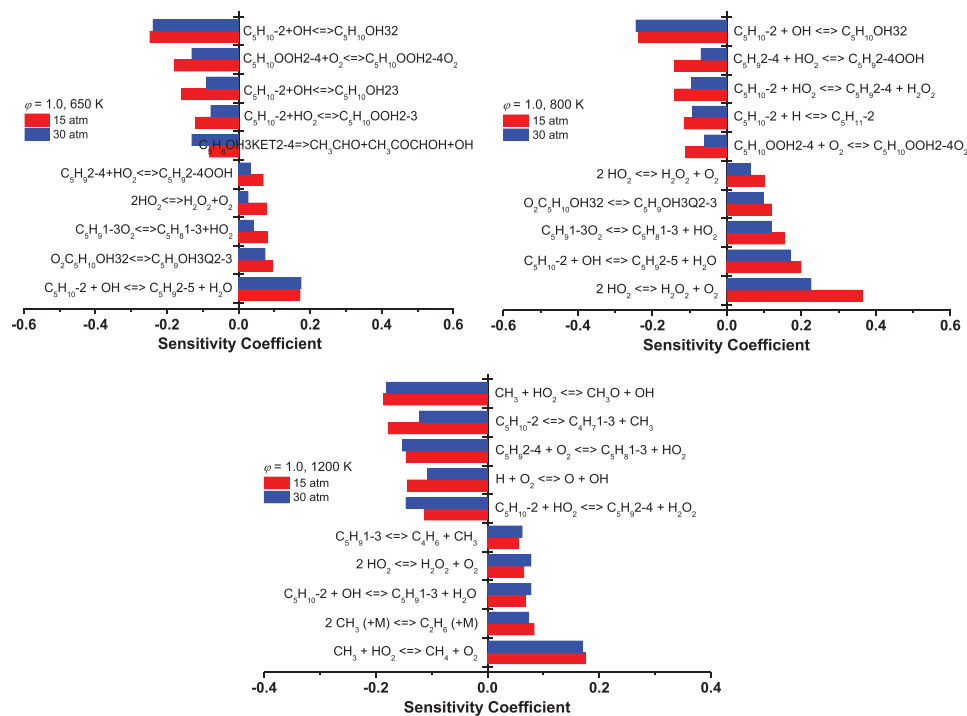 C₅H₁₀-2+OH<=>C₅H₁₀OH32
C₅H₁₀OOH2-4+O₂<=>C₅H₁₀OOH2-4O₂
C₅H₁₀-2+OH<=>C₅H₁₀OH23
φ = 1.0, 650 K
15 atm
30 atm
C₅H₁₀-2+HO₂<=>C₅H₁₀OOH2-3
C₅H₈OH3KET2-4=>CH₃CHO+CH₃COCHOH+OH
C₅H₉2-4+HO₂<=>C₅H₉2-4OOH
2HO₂<=>H₂O₂+O₂
C₅H₉1-3O₂<=>C₅H₈1-3+HO₂
O₂C₅H₁₀OH32<=>C₅H₉OH3Q2-3
C₅H₁₀-2 + OH <=> C₅H₉2-5 + H₂O
-0.6 -0.4 -0.2 0.0 0.2 0.4 0.6
Sensitivity Coefficient
C₅H₁₀-2 + OH <=> C₅H₁₀OH32
C₅H₉2-4 + HO₂ <=> C₅H₉2-4OOH
C₅H₁₀-2 + HO₂ <=> C₅H₉2-4 + H₂O₂
φ = 1.0, 800 K
15 atm
30 atm
C₅H₁₀-2 + H <=> C₅H₁₁-2
C₅H₁₀OOH2-4 + O₂ <=> C₅H₁₀OOH2-4O₂
2 HO₂ <=> H₂O₂ + O₂
O₂C₅H₁₀OH32 <=> C₅H₉OH3Q2-3
C₅H₉1-3O₂ <=> C₅H₈1-3 + HO₂
C₅H₁₀-2 + OH <=> C₅H₉2-5 + H₂O
2 HO₂ <=> H₂O₂ + O₂
-0.6 -0.4 -0.2 0.0 0.2 0.4 0.6
Sensitivity Coefficient
CH₃ + HO₂ <=> CH₃O + OH
C₅H₁₀-2 <=> C₄H₇1-3 + CH₃
C₅H₉2-4 + O₂ <=> C₅H₈1-3 + HO₂
φ = 1.0, 1200 K
15 atm
30 atm
H + O₂ <=> O + OH
C₅H₁₀-2 + HO₂ <=> C₅H₉2-4 + H₂O₂
C₅H₉1-3 <=> C₄H₆ + CH₃
2 HO₂ <=> H₂O₂ + O₂
C₅H₁₀-2 + OH <=> C₅H₉1-3 + H₂O
2 CH₃ (+M) <=> C₂H₆ (+M)
CH₃ + HO₂ <=> CH₄ + O₂
-0.4 -0.2 0.0 0.2 0.4
Sensitivity Coefficient